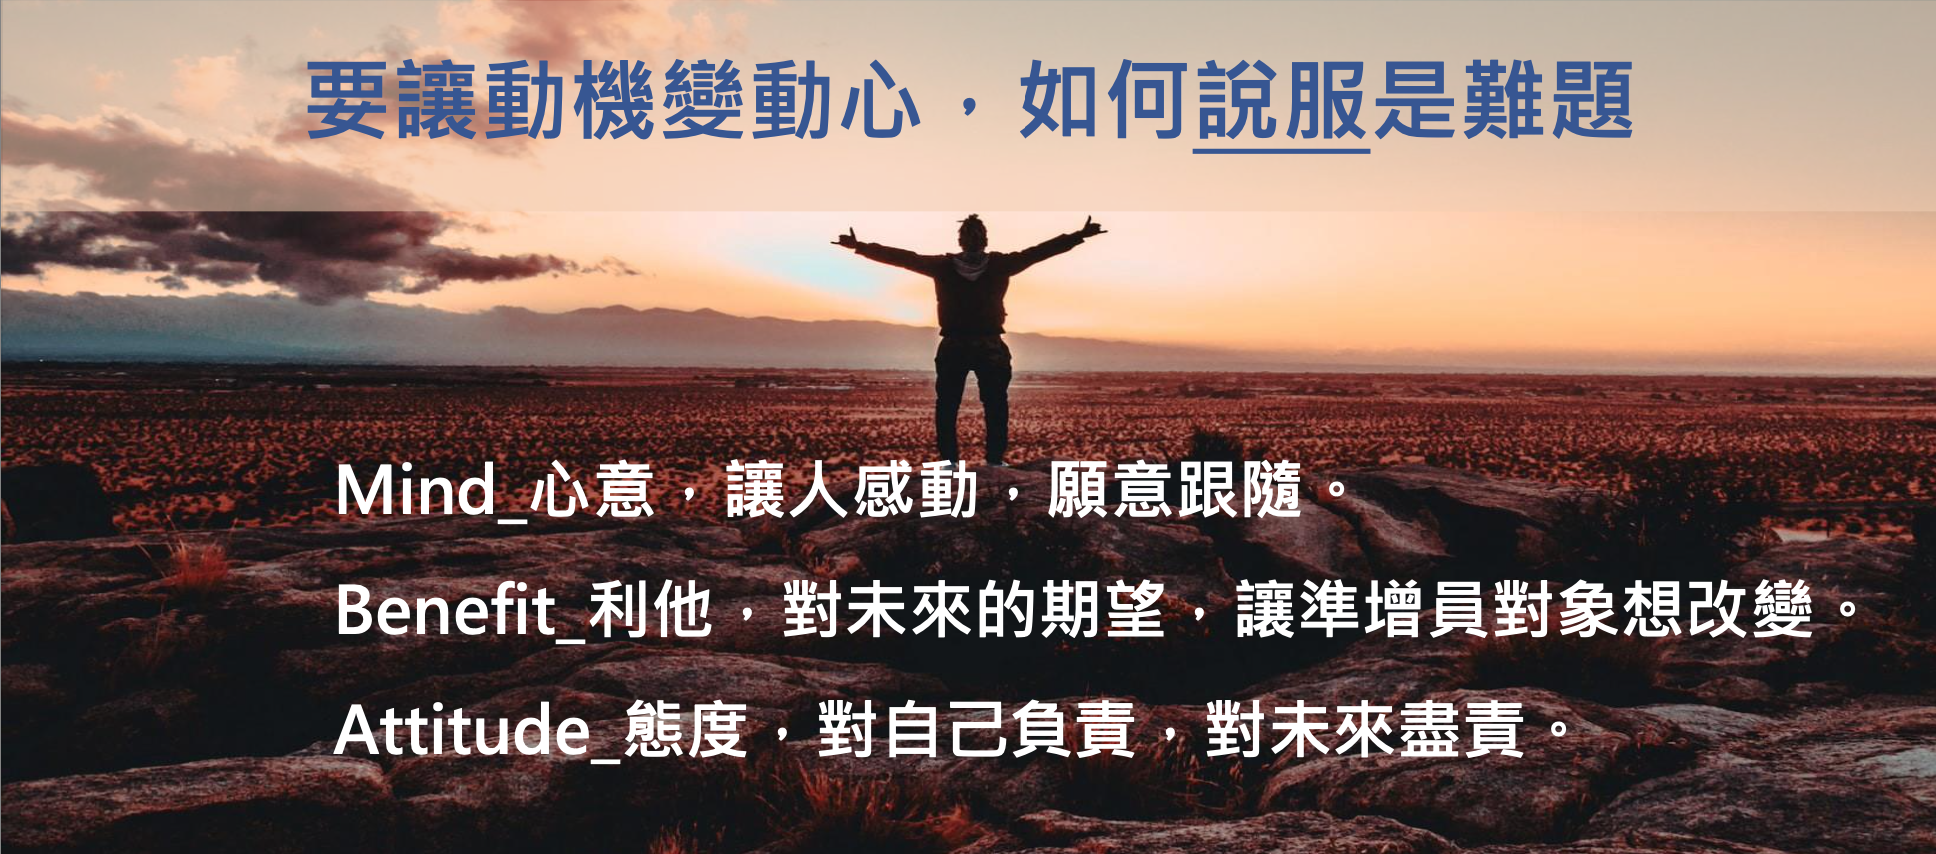 要讓動機變動心，如何說服是難題
Mind_心意，讓人感動，願意跟隨。
Benefit_利他，對未來的期望，讓準增員對象想改變。
Attitude_態度，對自己負責，對未來盡責。